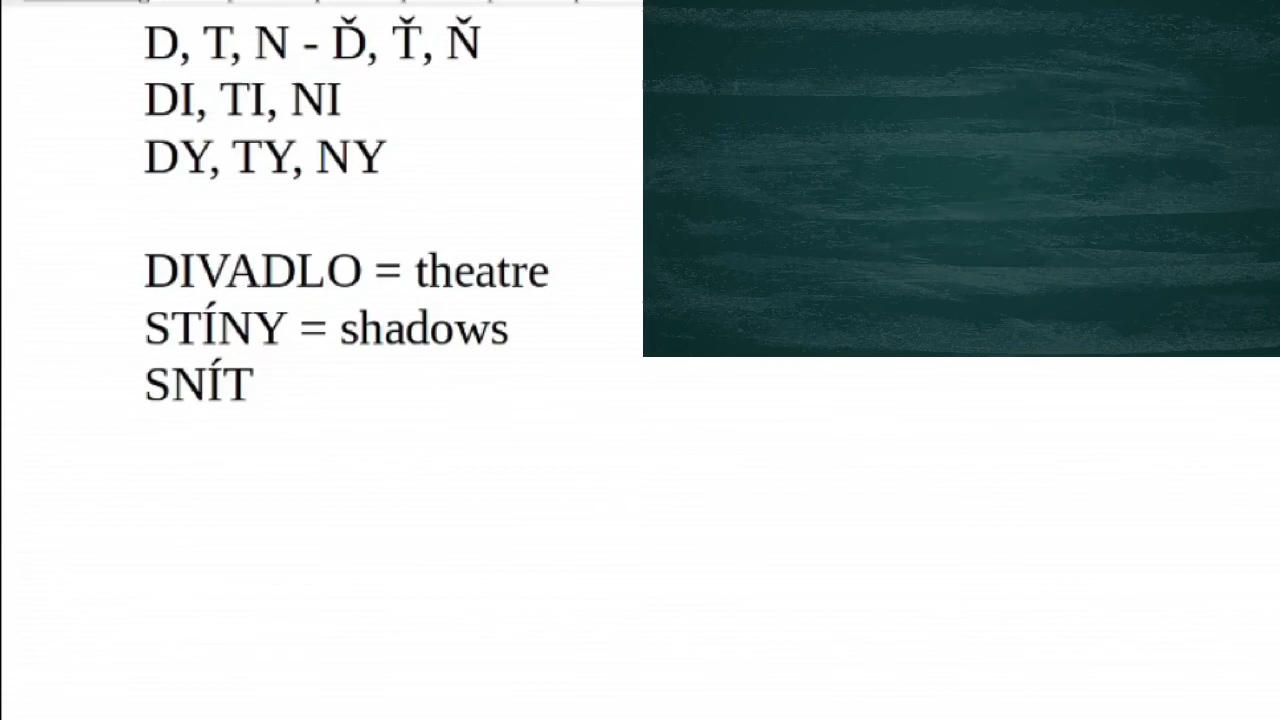 D, T, N - Ď, Ť, Ň
DI, TI, NI
DY, TY, NY
DIVADLO = theatre
STÍNY = shadows
SNÍT